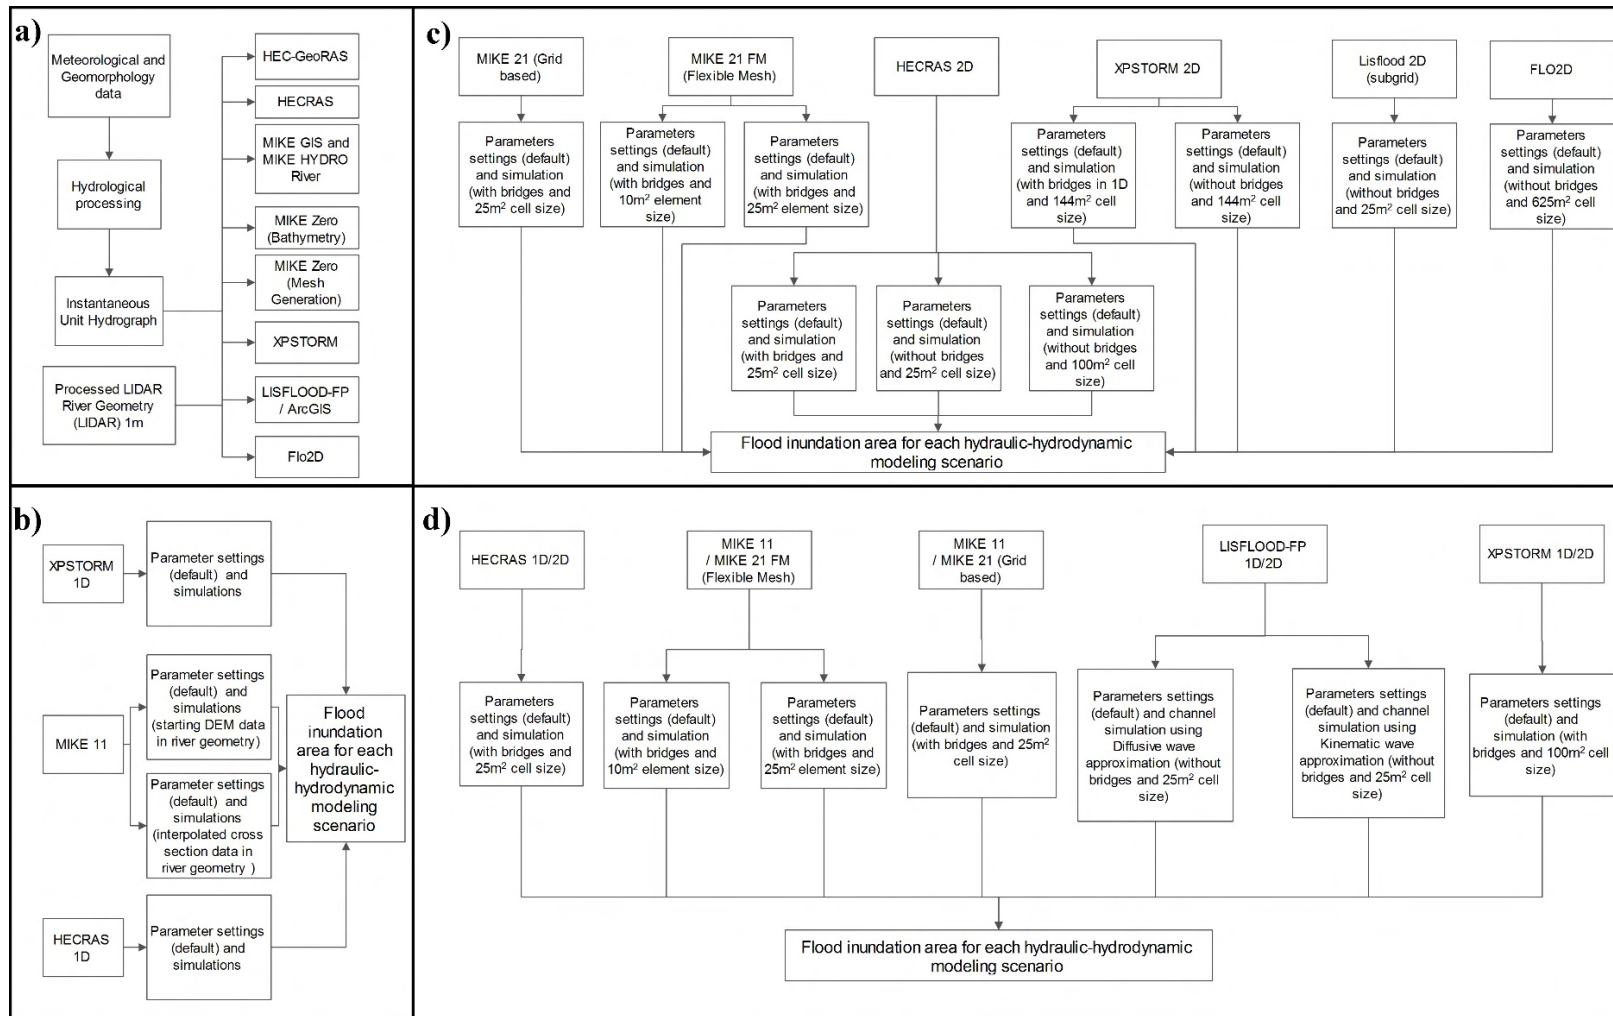 a)
Meteorological and
Geomorphology
data
Hydrological
processing
Instantaneous
Unit Hydrograph
Processed LIDAR
River Geometry
(LIDAR) 1m
HEC-GeoRAS
HECRAS
MIKE GIS and
MIKE HYDRO
River
MIKE Zero
(Bathymetry)
MIKE Zero
(Mesh
Generation)
XPSTORM
LISFLOOD-FP
/ ArcGIS
Flo2D
c)
MIKE 21 (Grid
based)
MIKE 21 FM
(Flexible Mesh)
HECRAS 2D
XPSTORM 2D
Lisflood 2D
(subgrid)
FLO2D
Parameters
settings (default)
and simulation
(with bridges and
25m² cell size)
Parameters
settings (default)
and simulation
(with bridges and
10m² element
size)
Parameters
settings (default)
and simulation
(with bridges and
25m² element size)
Parameters
settings (default)
and simulation
(with bridges in 1D
and 144m² cell
size)
Parameters
settings (default)
and simulation
(without bridges
and 144m² cell
size)
Parameters
settings (default)
and simulation
(without bridges
and 25m² cell size)
Parameters
settings (default)
and simulation
(without bridges
and 625m² cell
size)
Parameters
settings (default)
and simulation
(with bridges and
25m² cell size)
Parameters
settings (default)
and simulation
(without bridges
and 25m² cell size)
Parameters
settings (default)
and simulation
(without bridges
and 100m² cell
size)
Flood inundation area for each hydraulic-hydrodynamic
modeling scenario
b)
XPSTORM
1D
Parameter settings
(default) and
simulations
MIKE 11
Parameter settings
(default) and
simulations
(starting DEM data
in river geometry)
Parameter settings
(default) and
simulations
(interpolated cross
section data in
river geometry )
HECRAS
1D
Parameter settings
(default) and
simulations
Flood
inundation
area for each
hydraulic-
hydrodynamic
modeling
scenario
d)
HECRAS 1D/2D
MIKE 11
/ MIKE 21 FM
(Flexible Mesh)
MIKE 11
/ MIKE 21 (Grid
based)
LISFLOOD-FP
1D/2D
XPSTORM 1D/2D
Parameters
settings (default)
and simulation
(with bridges and
25m² cell size)
Parameters
settings (default)
and simulation
(with bridges and
10m² element size)
Parameters
settings (default)
and simulation
(with bridges and
25m² element size)
Parameters settings
(default) and simulation
(with bridges and 25m²
cell size)
Parameters settings
(default) and channel
simulation using
Diffusive wave
approximation (without
bridges and 25m² cell
size)
Parameters settings
(default) and channel
simulation using
Kinematic wave
approximation (without
bridges and 25m² cell
size)
Parameters settings
(default) and
simulation (with
bridges and 100m² cell
size)
Flood inundation area for each hydraulic-hydrodynamic
modeling scenario